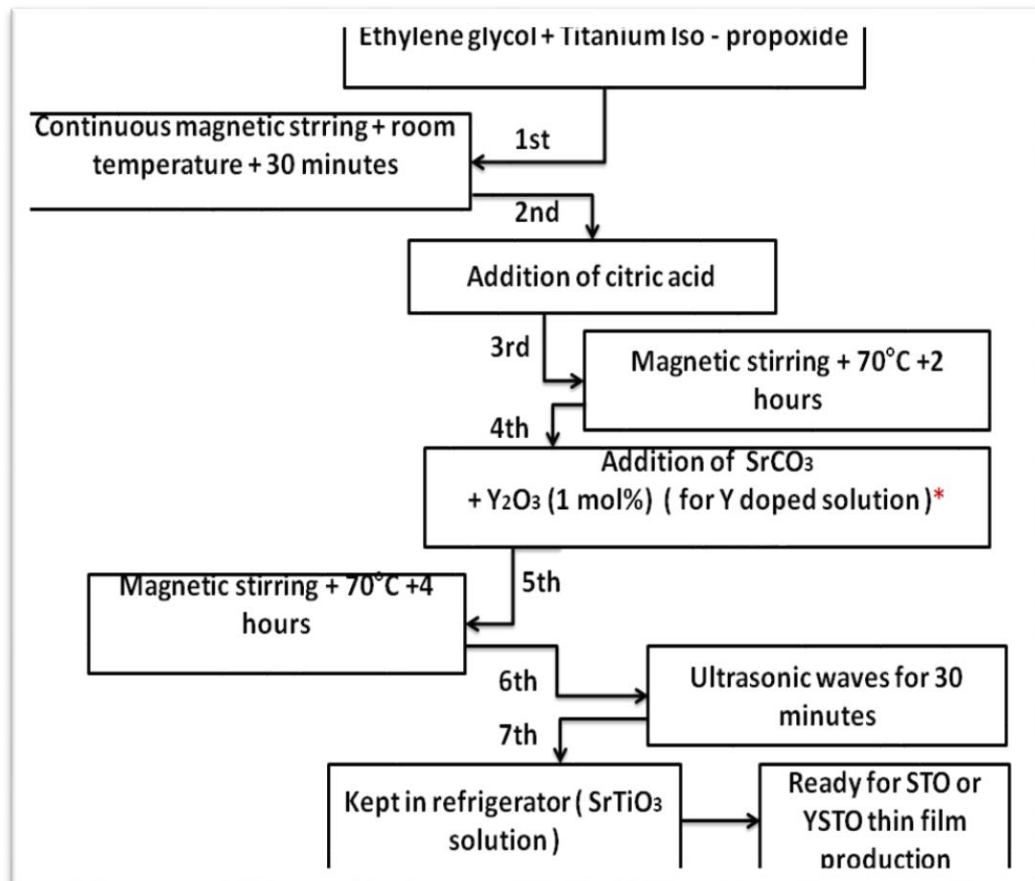 Ethylene glycol + Titanium Iso - propoxide
1st
Continuous magnetic strring + room
temperature + 30 minutes
2nd
Addition of citric acid
3rd
Magnetic stirring + 70°C +2
hours
4th
Addition of SrCO₃
+ Y₂O₃ (1 mol%) ( for Y doped solution )*
5th
Magnetic stirring + 70°C +4
hours
6th
Ultrasonic waves for 30
minutes
7th
Kept in refrigerator ( SrTiO₃
solution )
Ready for STO or
YSTO thin film
production